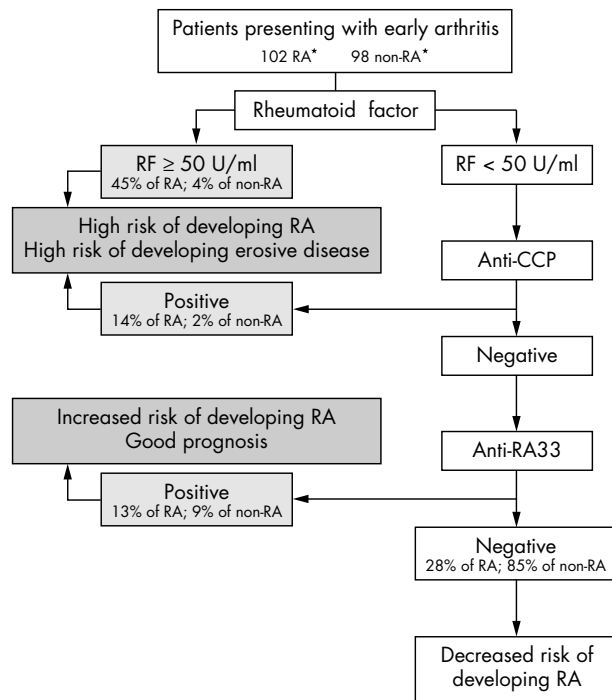 Patients presenting with early arthritis
102 RA* 98 non-RA*
Rheumatoid factor
RF ≥ 50 U/ml
45% of RA; 4% of non-RA
RF < 50 U/ml
High risk of developing RA
High risk of developing erosive disease
Anti-CCP
Positive
14% of RA; 2% of non-RA
Negative
Increased risk of developing RA
Good prognosis
Anti-RA33
Positive
13% of RA; 9% of non-RA
Negative
28% of RA; 85% of non-RA
Decreased risk of
developing RA